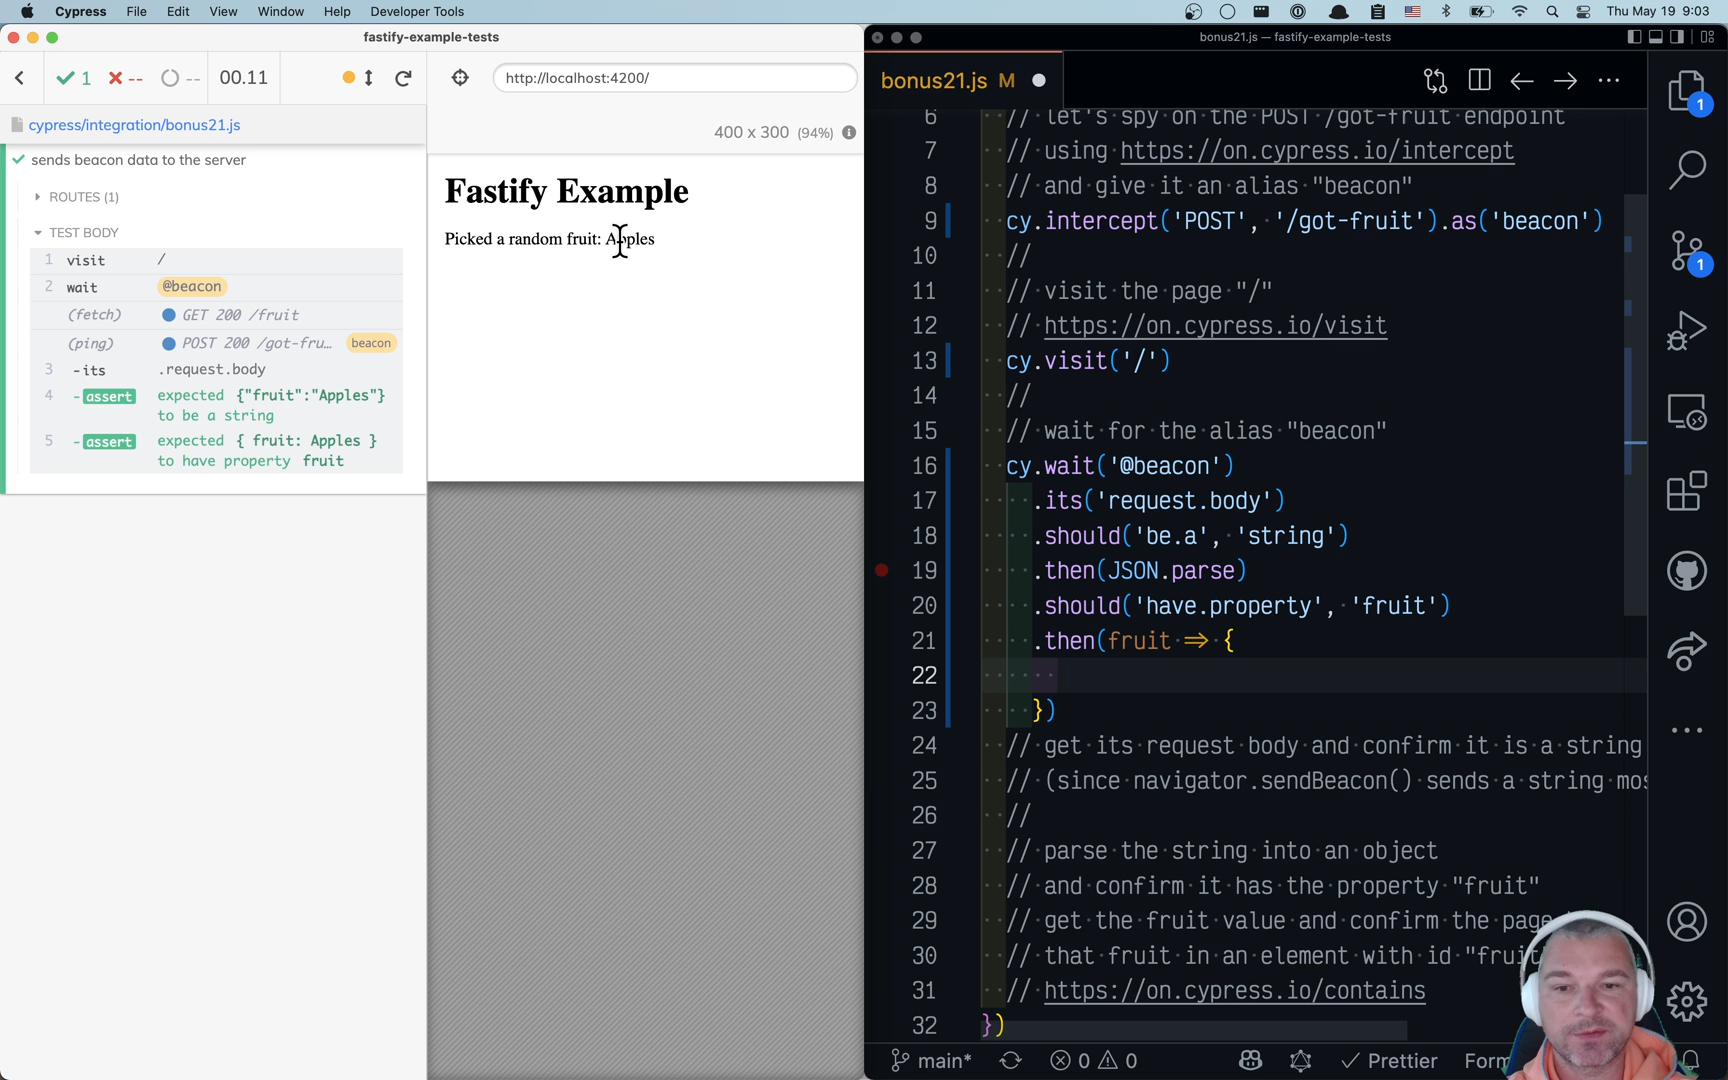 Cypress File Edit View Window Help Developer Tools Thu May 19 9:03
fastify-example-tests
1 -- -- 00.11 http://localhost:4200/
cypress/integration/bonus21.js
400 x 300 (94%)
sends beacon data to the server
ROUTES (1)
TEST BODY
1 visit /
2 wait @beacon
(fetch) GET 200 /fruit
(ping) POST 200 /got-fru... beacon
3 -its .request.body
4 -assert expected {"fruit":"Apples"}
to be a string
5 -assert expected { fruit: Apples }
to have property fruit
Fastify Example
Picked a random fruit: Apples
bonus21.js — fastify-example-tests
bonus21.js M
6 // let's spy on the POST /got-fruit endpoint
7 // using https://on.cypress.io/intercept
8 // and give it an alias "beacon"
9 cy.intercept('POST', '/got-fruit').as('beacon')
10 //
11 // visit the page "/"
12 // https://on.cypress.io/visit
13 cy.visit('/')
14 //
15 // wait for the alias "beacon"
16 cy.wait('@beacon')
17 .its('request.body')
18 .should('be.a', 'string')
19 .then(JSON.parse)
20 .should('have.property', 'fruit')
21 .then(fruit => {
22
23 })
24 // get its request body and confirm it is a string
25 // (since navigator.sendBeacon() sends a string mos
26 //
27 // parse the string into an object
28 // and confirm it has the property "fruit"
29 // get the fruit value and confirm the page
30 // that fruit in an element with id "fruit
31 // https://on.cypress.io/contains
32 })
1
1
main* 0 0 Prettier Form